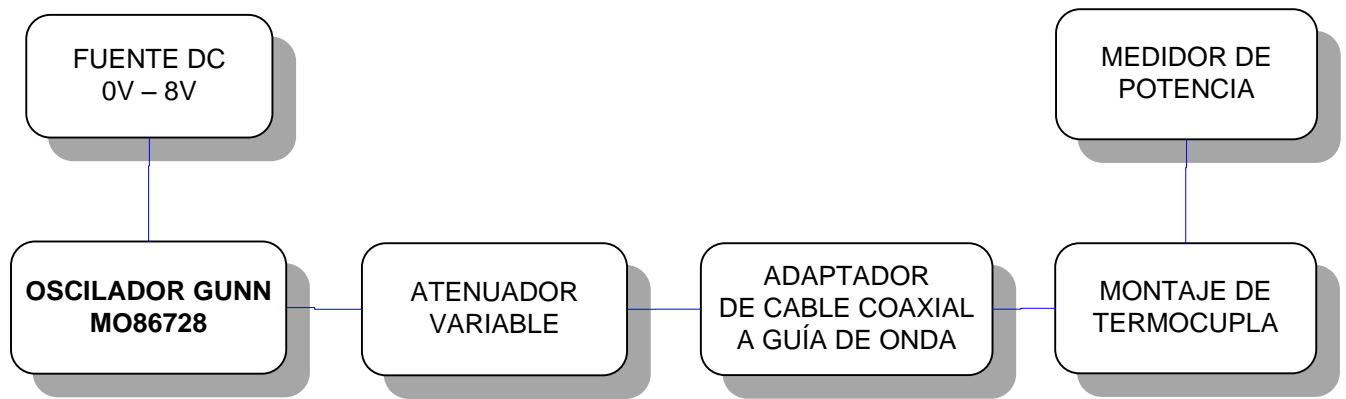 FUENTE DC
0V – 8V
MEDIDOR DE
POTENCIA
OSCILADOR GUNN
MO86728
ATENUADOR
VARIABLE
ADAPTADOR
DE CABLE COAXIAL
A GUÍA DE ONDA
MONTAJE DE
TERMOCUPLA